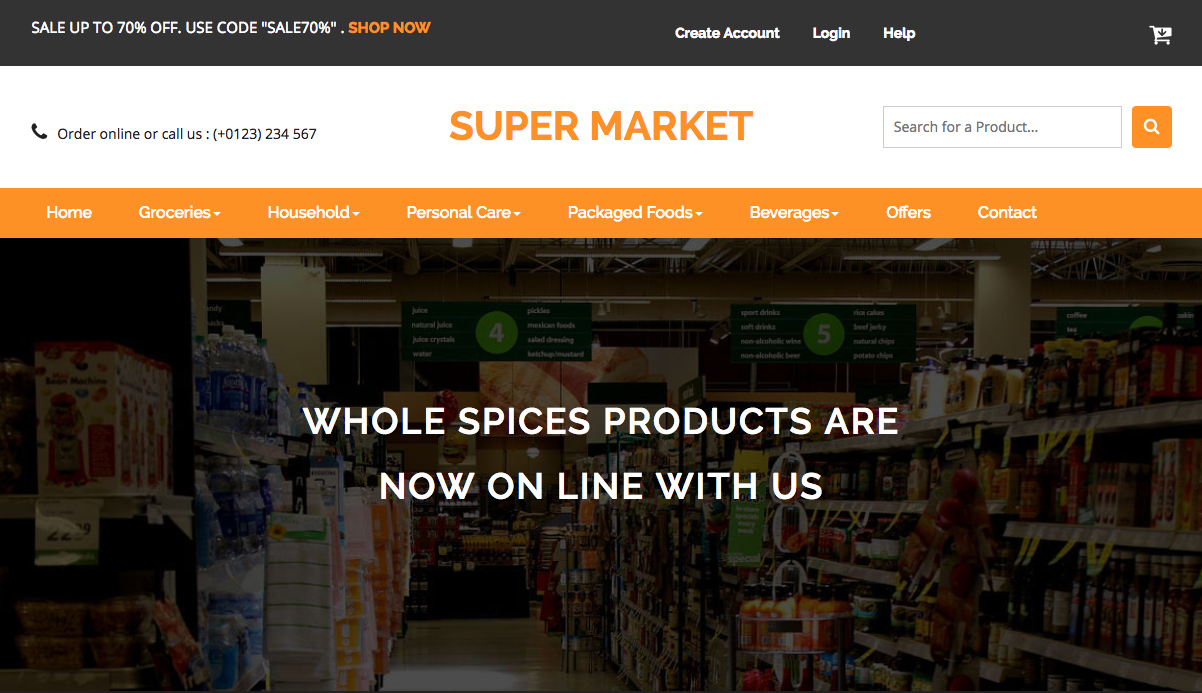 SALE UP TO 70% OFF. USE CODE "SALE70%" . SHOP NOW
Create Account
Login
Help
Order online or call us : (+0123) 234 567
SUPER MARKET
Search for a Product...
Home
Groceries
Household
Personal Care
Packaged Foods
Beverages
Offers
Contact
juice
natural juice
juice crystals
water
4
pickles
mexican foods
salad dressing
ketchup/mustard
sport drinks
soft drinks
non-alcoholic wine
non-alcoholic beer
5
rice cakes
beef jerky
natural chips
potato chips
coffee
tea
Bean Machine
WHOLE SPICES PRODUCTS ARE
NOW ON LINE WITH US
special